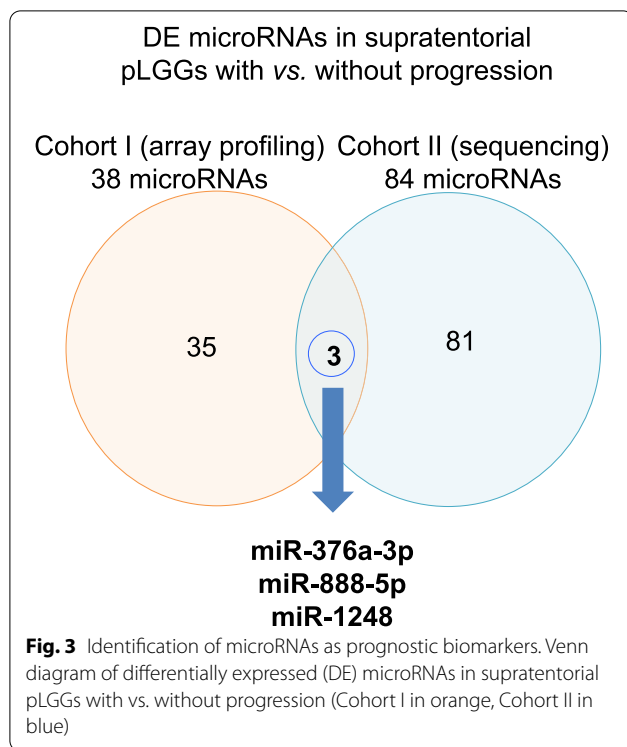 DE microRNAs in supratentorial
pLGGs with vs. without progression
Cohort I (array profiling) Cohort II (sequencing)
38 microRNAs 84 microRNAs
35 3 81
miR-376a-3p
miR-888-5p
miR-1248
Fig. 3 Identification of microRNAs as prognostic biomarkers. Venn
diagram of differentially expressed (DE) microRNAs in supratentorial
pLGGs with vs. without progression (Cohort I in orange, Cohort II in
blue)